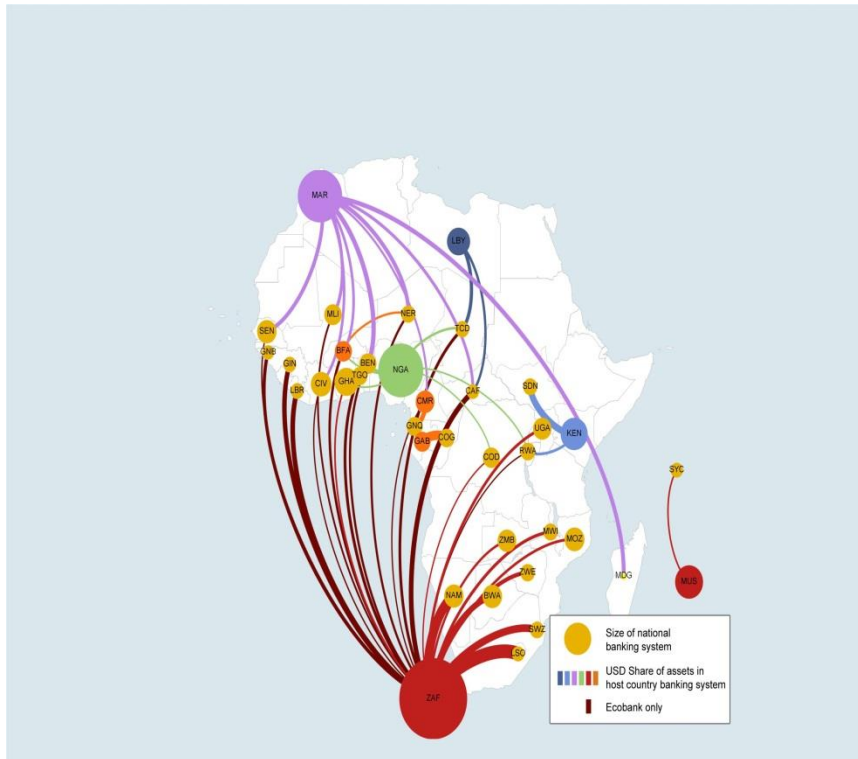 MAR
LBY
MLI
NER
SEN
TCD
GNB
BFA
GIN
BEN
NGA
TGO
CIV
GHA
LBR
CAF
SDN
CMR
GNQ
UGA
KEN
GAB
COG
RWA
COD
SYC
ZMB
MWI
MOZ
ZWE
MDG
MUS
NAM
BWA
SWZ
LSO
ZAF
Size of national
banking system
USD Share of assets in
host country banking system
Ecobank only